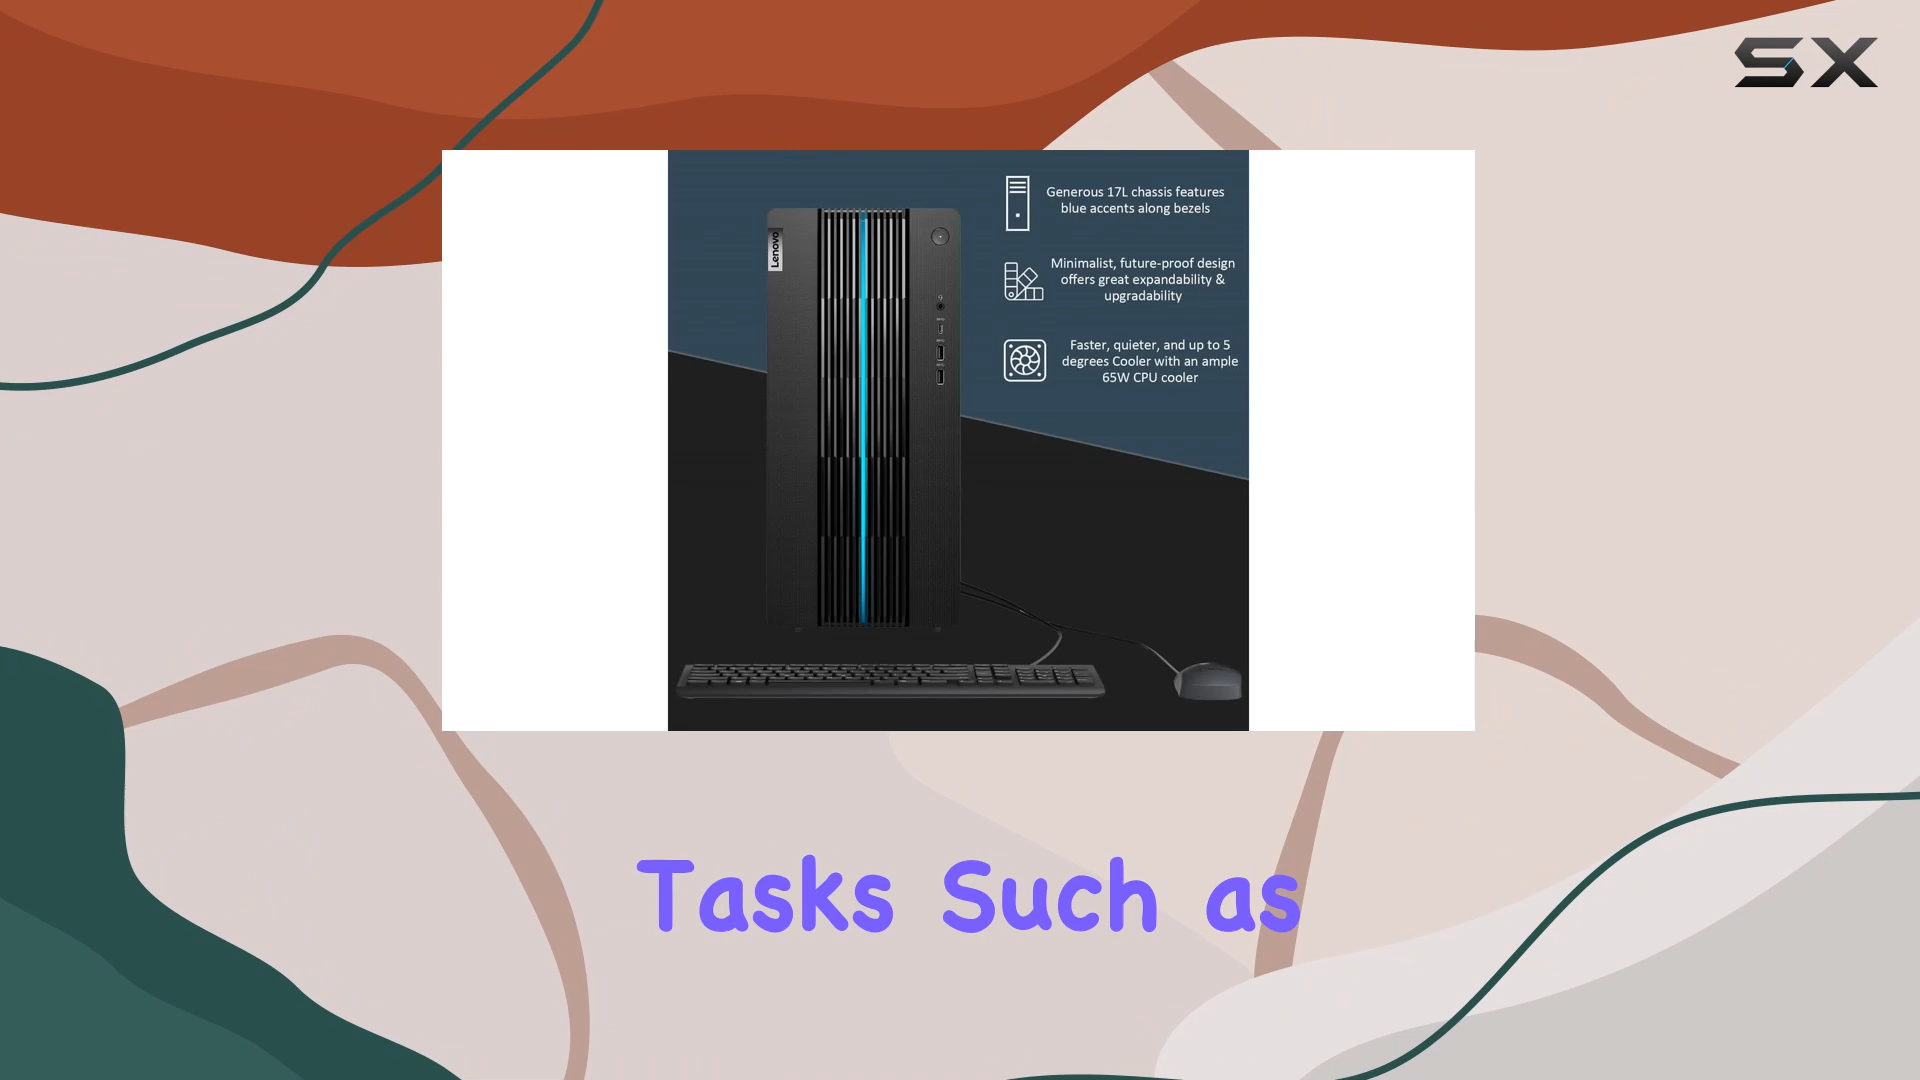 SX
Generous 17L chassis features
blue accents along bezels
Lenovo
Minimalist, future-proof design
offers great expandability &
upgradability
Faster, quieter, and up to 5
degrees Cooler with an ample
65W CPU cooler
Tasks Such as